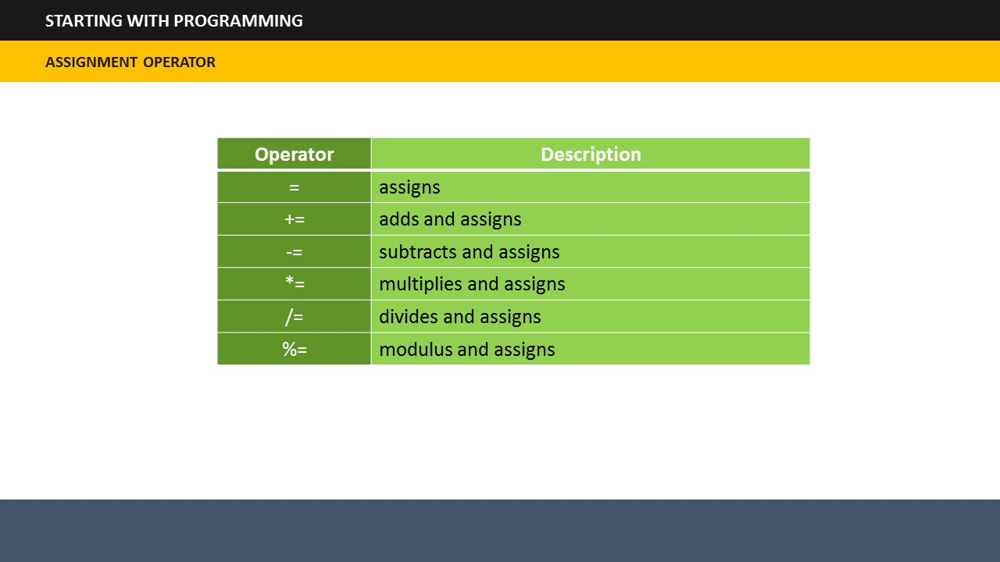 STARTING WITH PROGRAMMING
ASSIGNMENT OPERATOR
Operator Description
= assigns
+= adds and assigns
-= subtracts and assigns
*= multiplies and assigns
/= divides and assigns
%= modulus and assigns